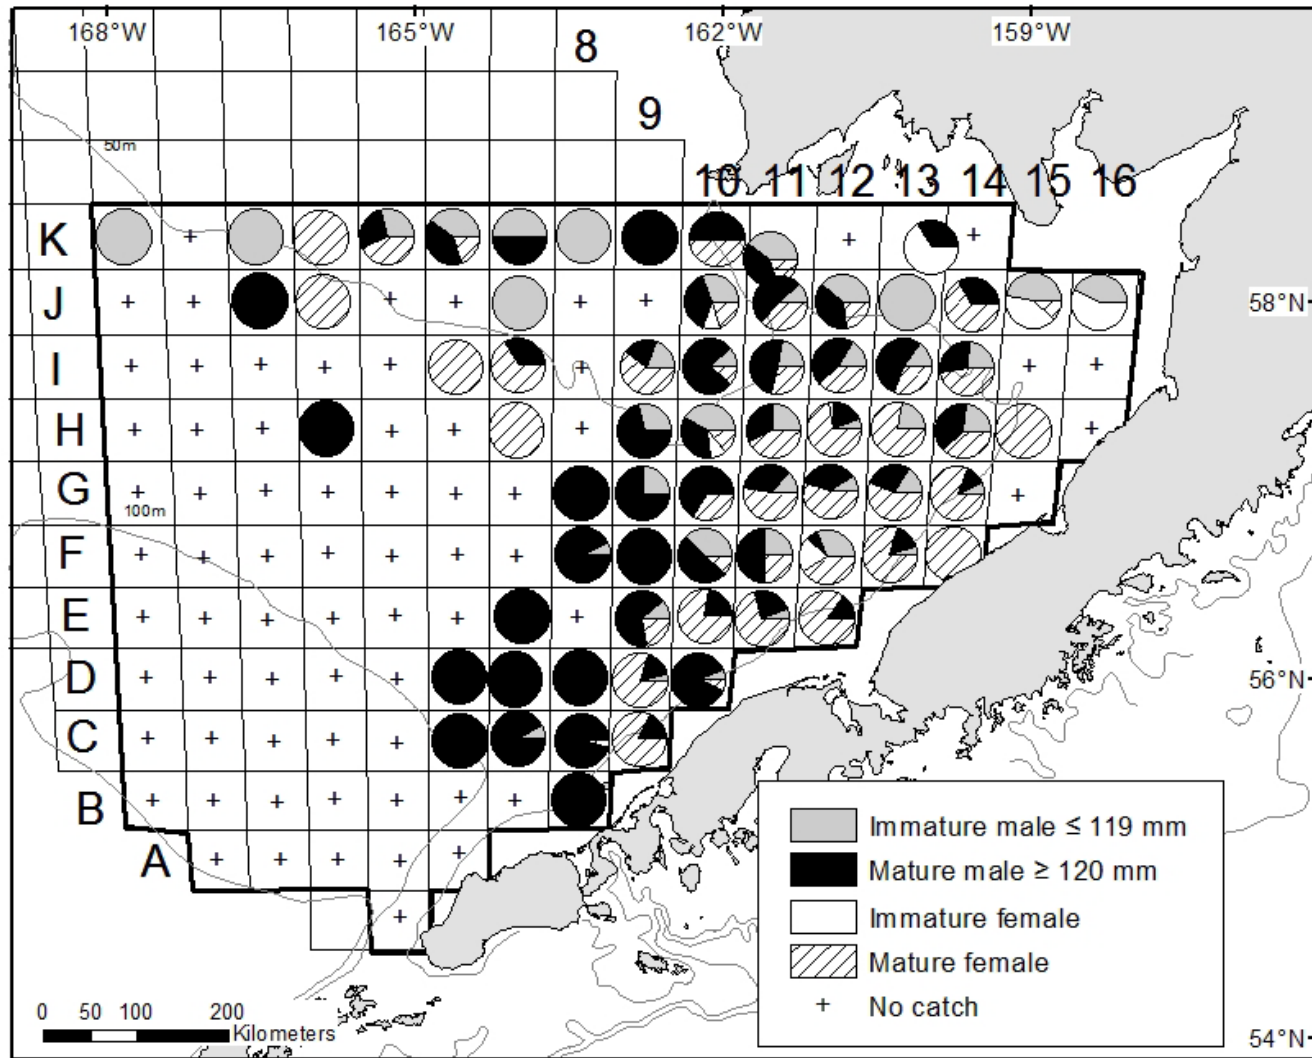 168°W 165°W 162°W 159°W
8
9
50m
10 11 12 13 14 15 16
K
J
58°N
I
H
G
100m
F
E
D
56°N
C
B
A
Immature male ≤ 119 mm
Mature male ≥ 120 mm
Immature female
Mature female
+ No catch
0 50 100 200
Kilometers
54°N